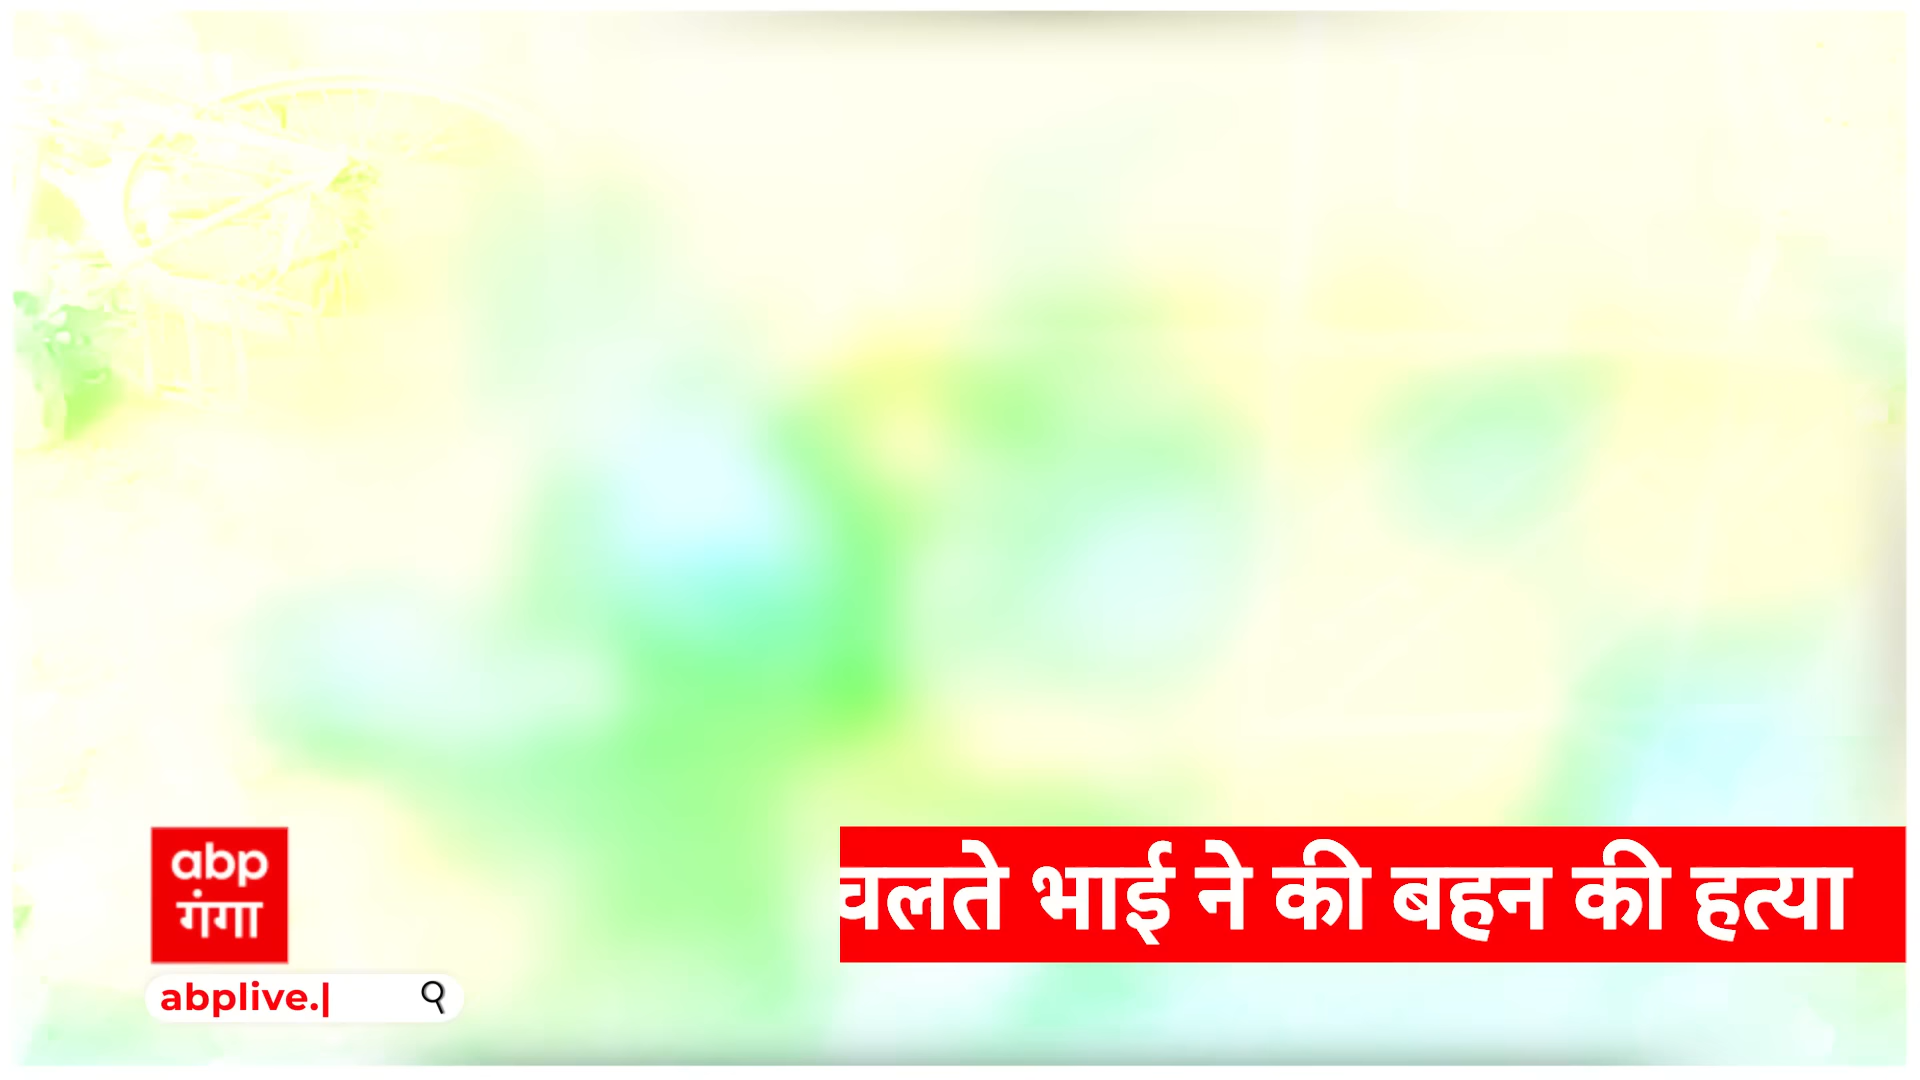 चलते भाई ने की बहन की हत्या
abp
गंगा
abplive.|